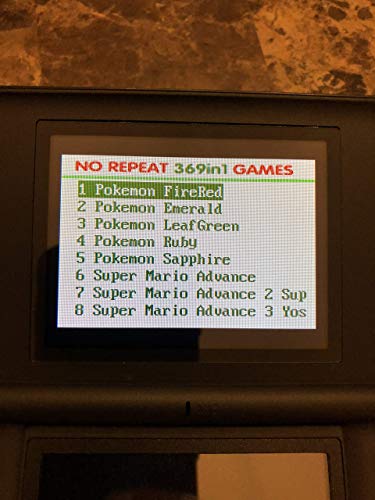 NO REPEAT 369in1 GAMES
1 Pokemon FireRed
2 Pokemon Emerald
3 Pokemon LeafGreen
4 Pokemon Ruby
5 Pokemon Sapphire
6 Super Mario Advance
7 Super Mario Advance 2 Sup
8 Super Mario Advance 3 Yos